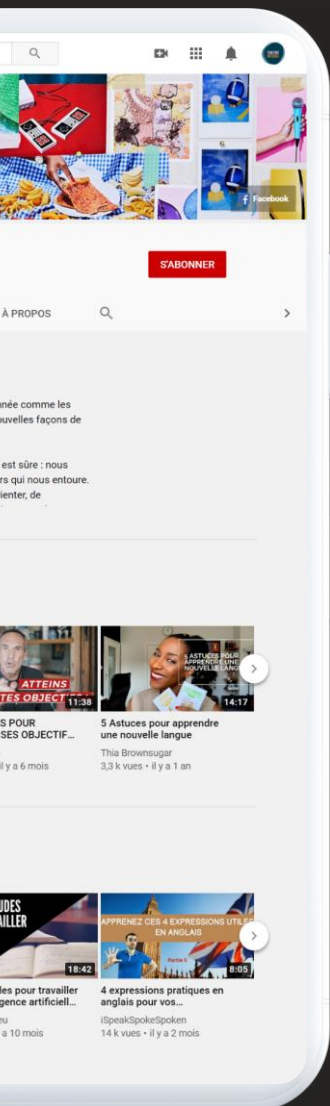 Facebook
S'ABONNER
À PROPOS
née comme les
ouvelles façons de
est sûre : nous
rs qui nous entoure.
ienter, de
ATTEINS
TES OBJECTIFS
11:38
5 ASTUCES POUR
APPRENDRE UNE
NOUVELLE LANGUE
14:17
S POUR
SES OBJECTIF...
il y a 6 mois
5 Astuces pour apprendre
une nouvelle langue
Thia Brownsugar
3,3 k vues • il y a 1 an
UDES
AILLER
18:42
APPRENEZ CES 4 EXPRESSIONS UTILES
EN ANGLAIS
8:05
des pour travailler
gence artificiell...
eu
a 10 mois
4 expressions pratiques en
anglais pour vos...
iSpeakSpokeSpoken
14 k vues • il y a 2 mois